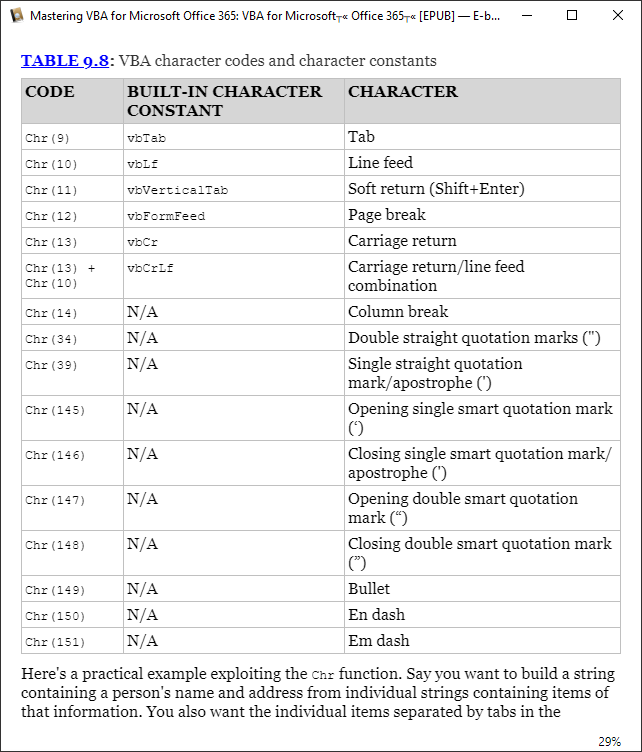 Mastering VBA for Microsoft Office 365: VBA for Microsoft┬« Office 365┬« [EPUB] — E-b...
TABLE 9.8: VBA character codes and character constants
CODE BUILT-IN CHARACTER CONSTANT CHARACTER
Chr(9) vbTab Tab
Chr(10) vbLf Line feed
Chr(11) vbVerticalTab Soft return (Shift+Enter)
Chr(12) vbFormFeed Page break
Chr(13) vbCr Carriage return
Chr(13) + Chr(10) vbCrLf Carriage return/line feed combination
Chr(14) N/A Column break
Chr(34) N/A Double straight quotation marks (")
Chr(39) N/A Single straight quotation mark/apostrophe (')
Chr(145) N/A Opening single smart quotation mark (‘)
Chr(146) N/A Closing single smart quotation mark/apostrophe (')
Chr(147) N/A Opening double smart quotation mark (“)
Chr(148) N/A Closing double smart quotation mark (”)
Chr(149) N/A Bullet
Chr(150) N/A En dash
Chr(151) N/A Em dash
Here's a practical example exploiting the Chr function. Say you want to build a string
containing a person's name and address from individual strings containing items of
that information. You also want the individual items separated by tabs in the
29%